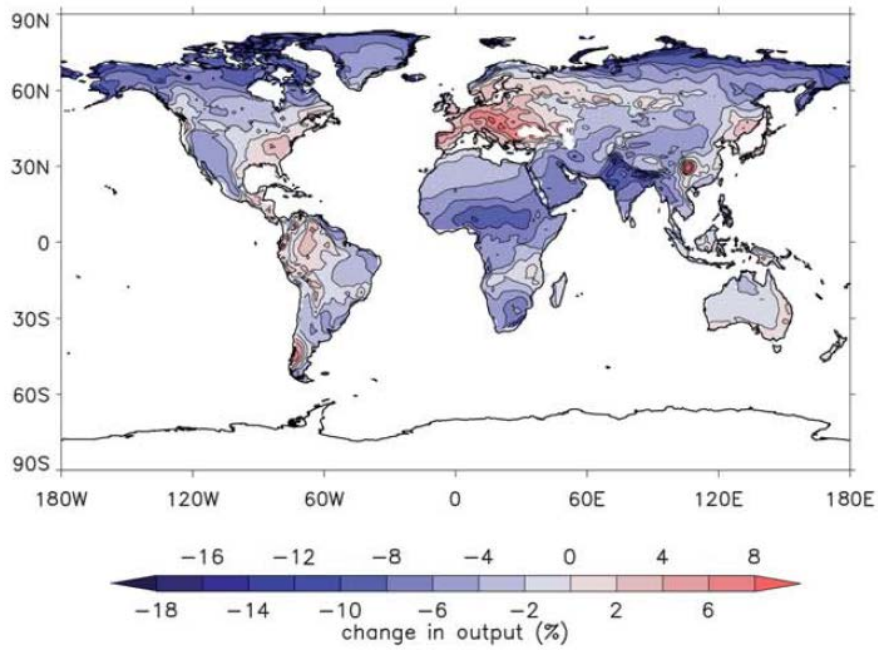 90N
60N
30N
0
30S
60S
90S
180W 120W 60W 0 60E 120E 180E
−16 −12 −8 −4 0 4 8
−18 −14 −10 −6 −2 2 6
change in output (%)